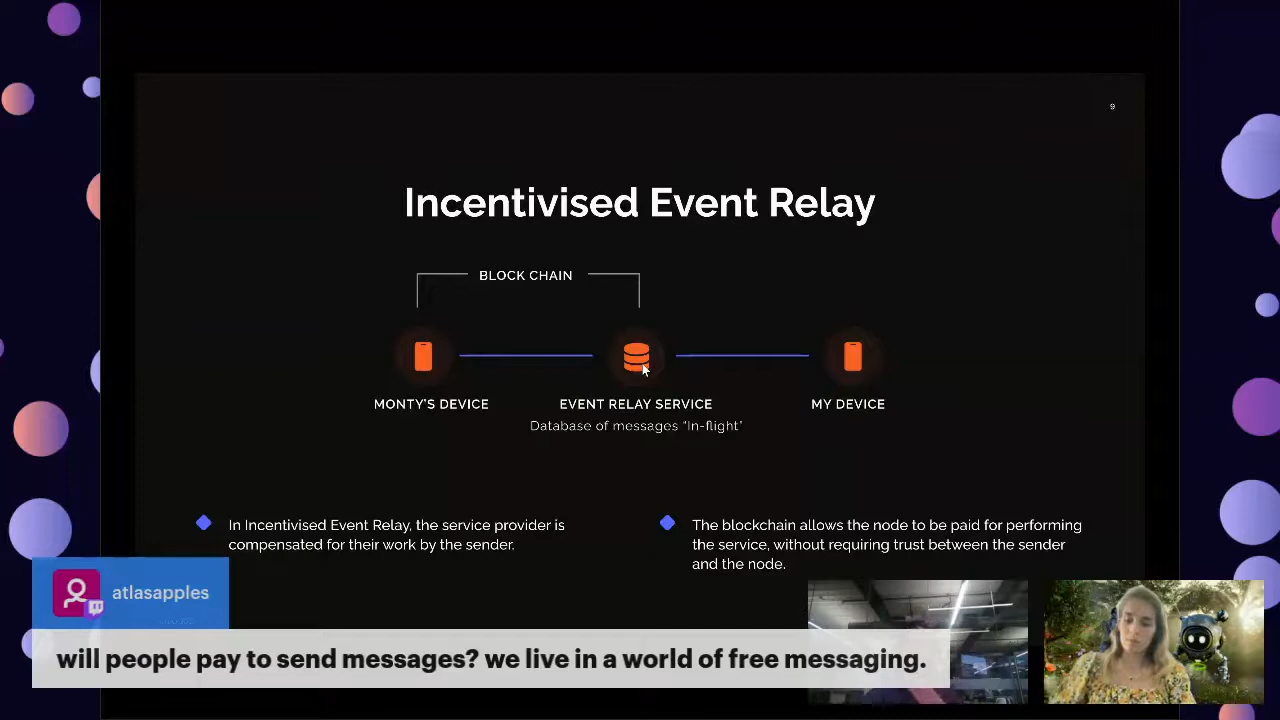 9
Incentivised Event Relay
BLOCK CHAIN
MONTY'S DEVICE
EVENT RELAY SERVICE
MY DEVICE
Database of messages "In-flight"
In Incentivised Event Relay, the service provider is
compensated for their work by the sender.
The blockchain allows the node to be paid for performing
the service, without requiring trust between the sender
and the node.
atlasapples
will people pay to send messages? we live in a world of free messaging.